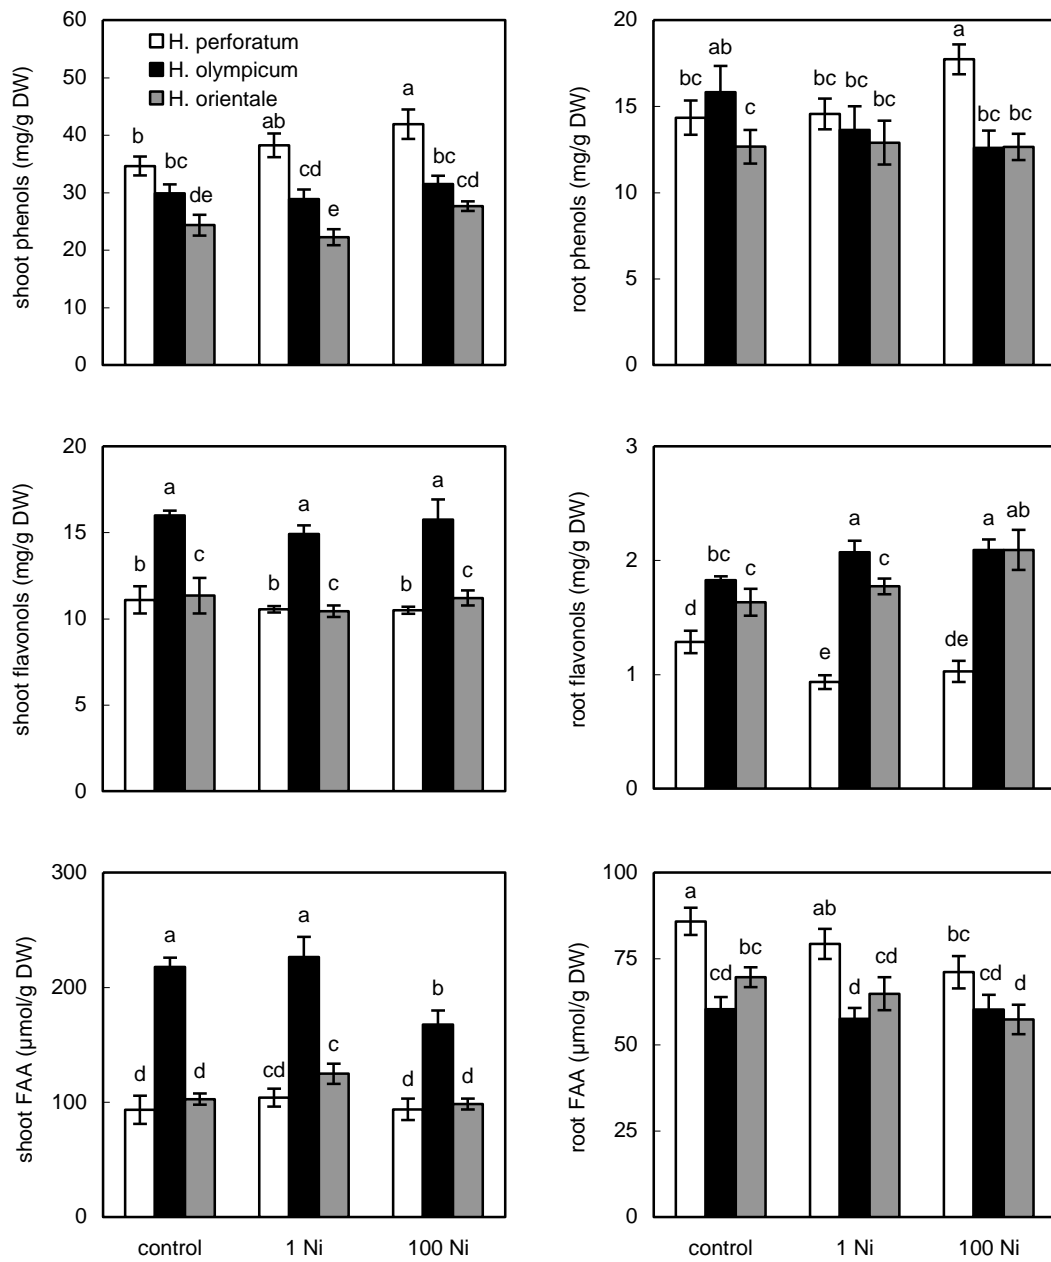 60
50
40
30
20
10
0
shoot phenols (mg/g DW)
H. perforatum
H. olympicum
H. orientale
b
bc
de
ab
cd
e
a
bc
cd
20
15
10
5
0
root phenols (mg/g DW)
bc
ab
c
bc
bc
bc
a
bc
bc
20
15
10
5
0
shoot flavonols (mg/g DW)
b
a
c
b
a
c
b
a
c
3
2
1
0
root flavonols (mg/g DW)
d
bc
c
e
a
c
de
a
ab
300
200
100
0
shoot FAA (µmol/g DW)
d
a
d
cd
a
c
d
b
d
control
1 Ni
100 Ni
100
75
50
25
0
root FAA (µmol/g DW)
a
cd
bc
ab
d
cd
bc
cd
d
control
1 Ni
100 Ni